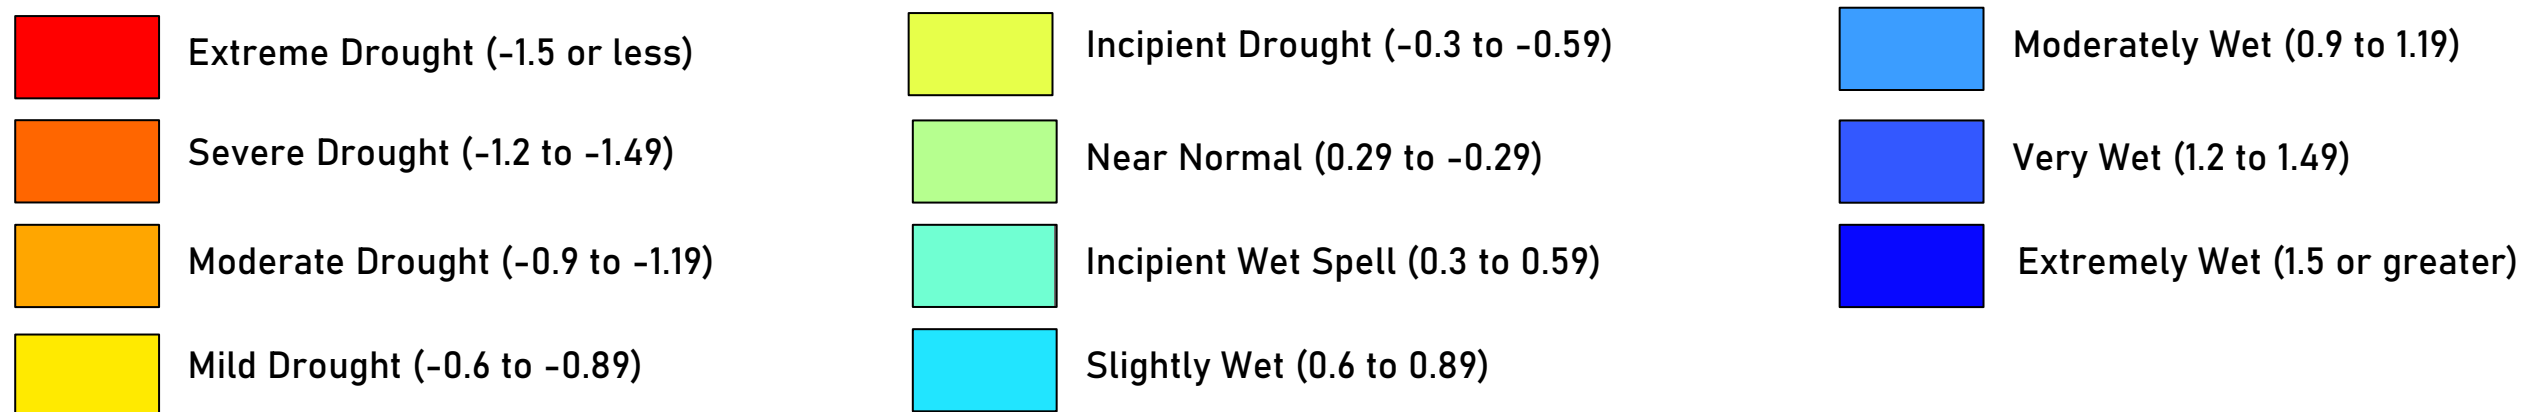 Extreme Drought (-1.5 or less)
Severe Drought (-1.2 to -1.49)
Moderate Drought (-0.9 to -1.19)
Mild Drought (-0.6 to -0.89)
Incipient Drought (-0.3 to -0.59)
Near Normal (0.29 to -0.29)
Incipient Wet Spell (0.3 to 0.59)
Slightly Wet (0.6 to 0.89)
Moderately Wet (0.9 to 1.19)
Very Wet (1.2 to 1.49)
Extremely Wet (1.5 or greater)